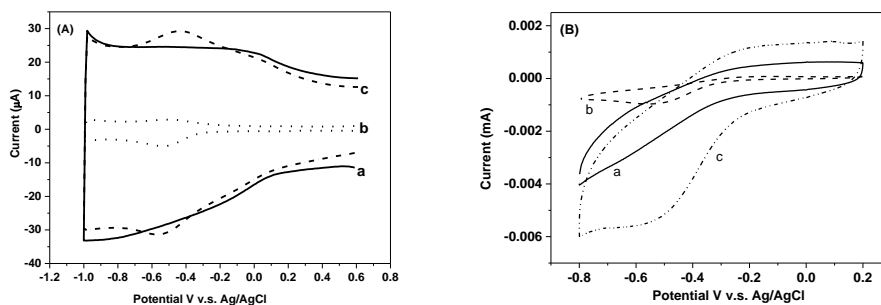 (A)
Current (µA)
40
30
20
10
0
-10
-20
-30
-40
c
b
a
-1.2 -1.0 -0.8 -0.6 -0.4 -0.2 0.0 0.2 0.4 0.6 0.8
Potential V v.s. Ag/AgCl
(B)
Current (mA)
0.002
0.000
-0.002
-0.004
-0.006
b
a
c
-0.8 -0.6 -0.4 -0.2 0.0 0.2
Potential V v.s. Ag/AgCl